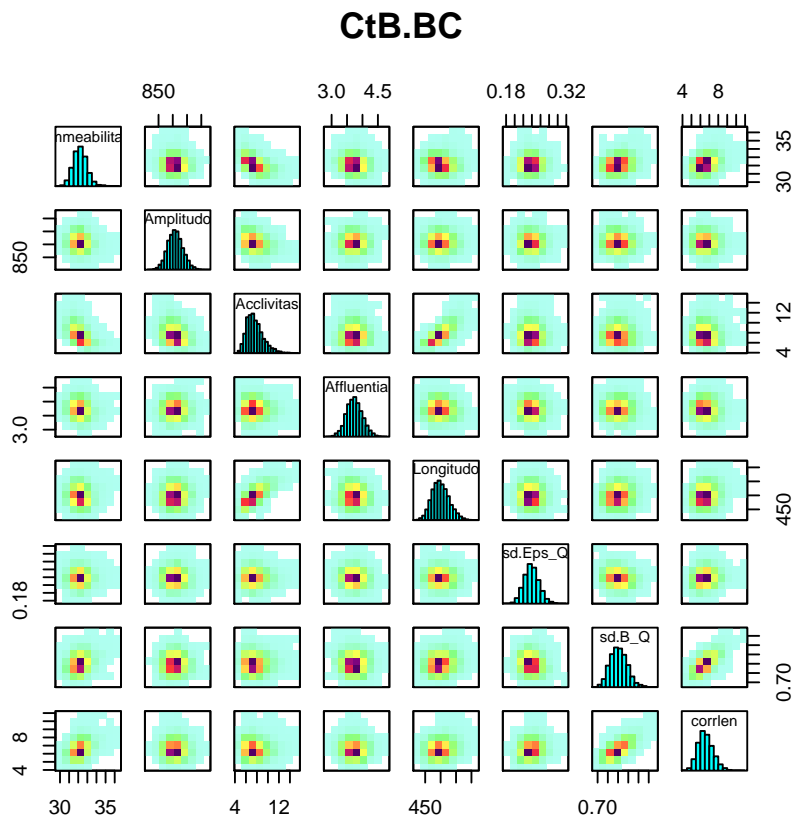 CtB.BC
850 3.0 4.5 0.18 0.32 4 8
nmeabilita
30 35
850
Amplitudo
Acclivitas
4 12
3.0
Affluentia
Longitudo
450
0.18
sd.Eps_Q
sd.B_Q
0.70
4 8
corrlen
30 35 4 12 450 0.70